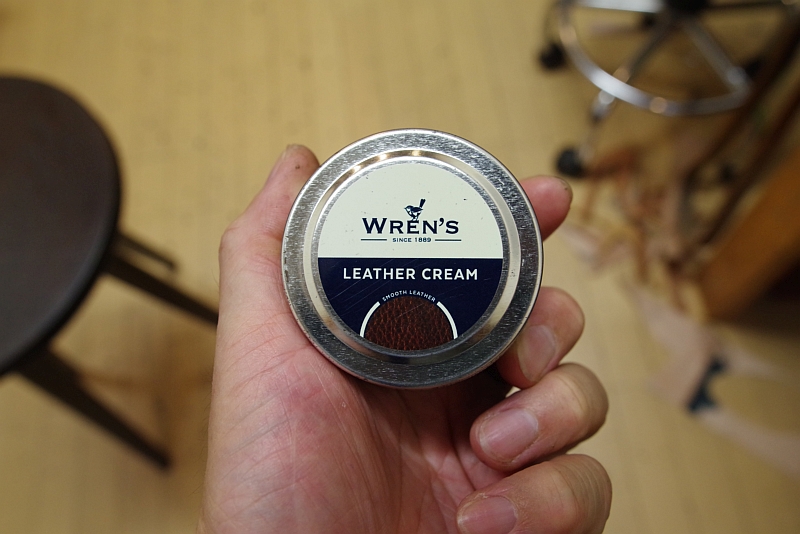 WREN'S
SINCE 1889
LEATHER CREAM
SMOOTH LEATHER